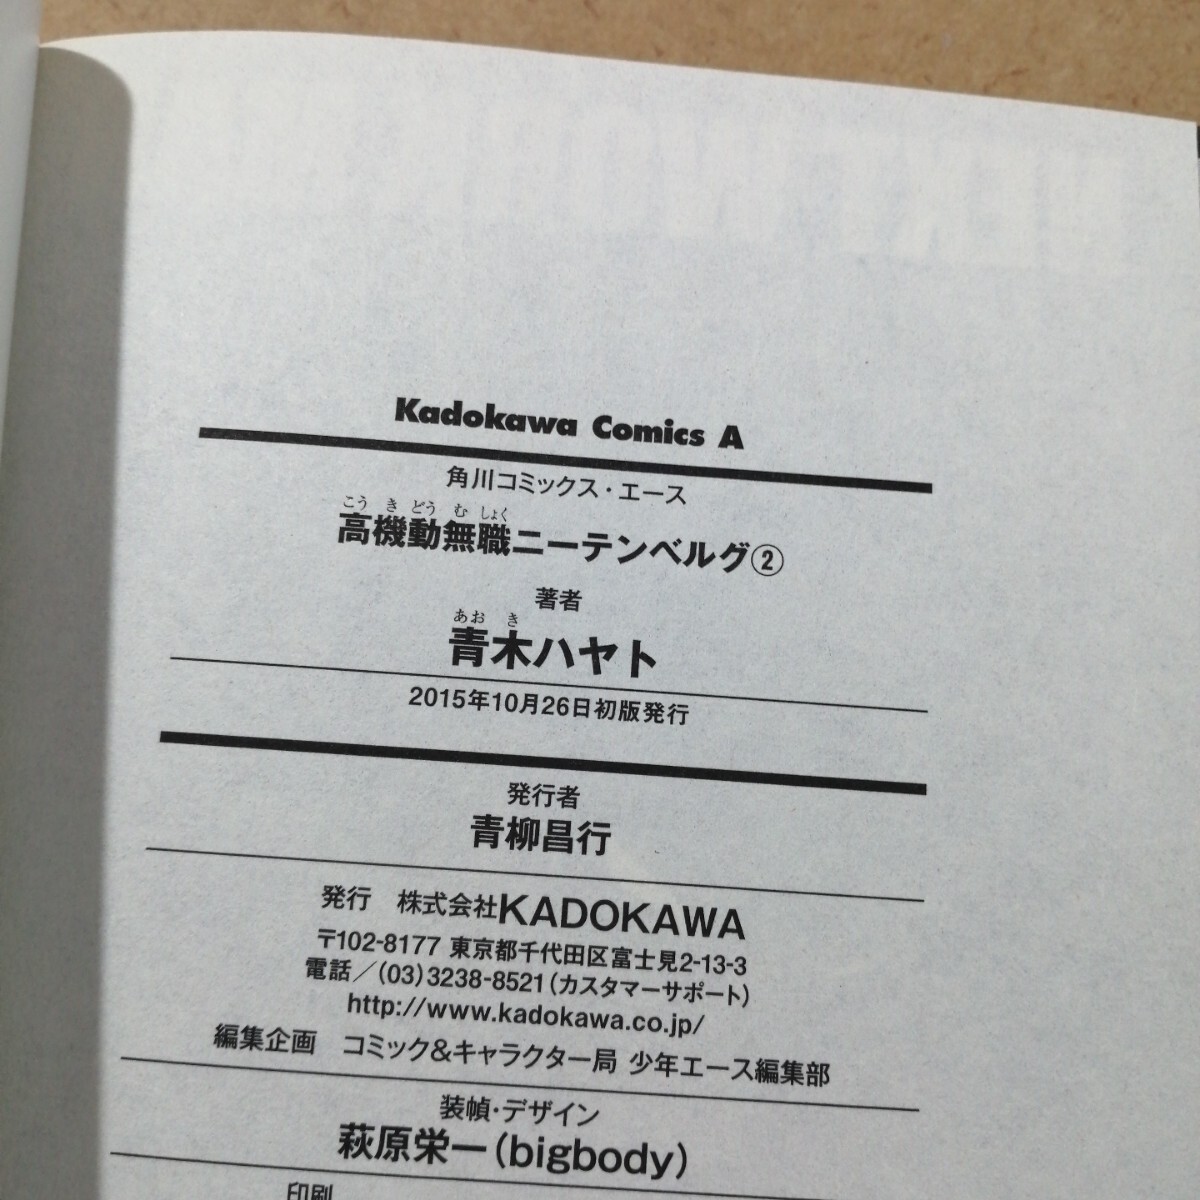 Kadokawa Comics A
角川コミックス・エース
こう き どう む しょく
高機動無職ニーテンベルグ②
著者
あお き
青木ハヤト
2015年10月26日初版発行
発行者
青柳昌行
発行 株式会社KADOKAWA
〒102-8177 東京都千代田区富士見2-13-3
電話／(03)3238-8521(カスタマーサポート)
http://www.kadokawa.co.jp/
編集企画 コミック&キャラクター局 少年エース編集部
装幀・デザイン
萩原栄一(bigbody)
印刷